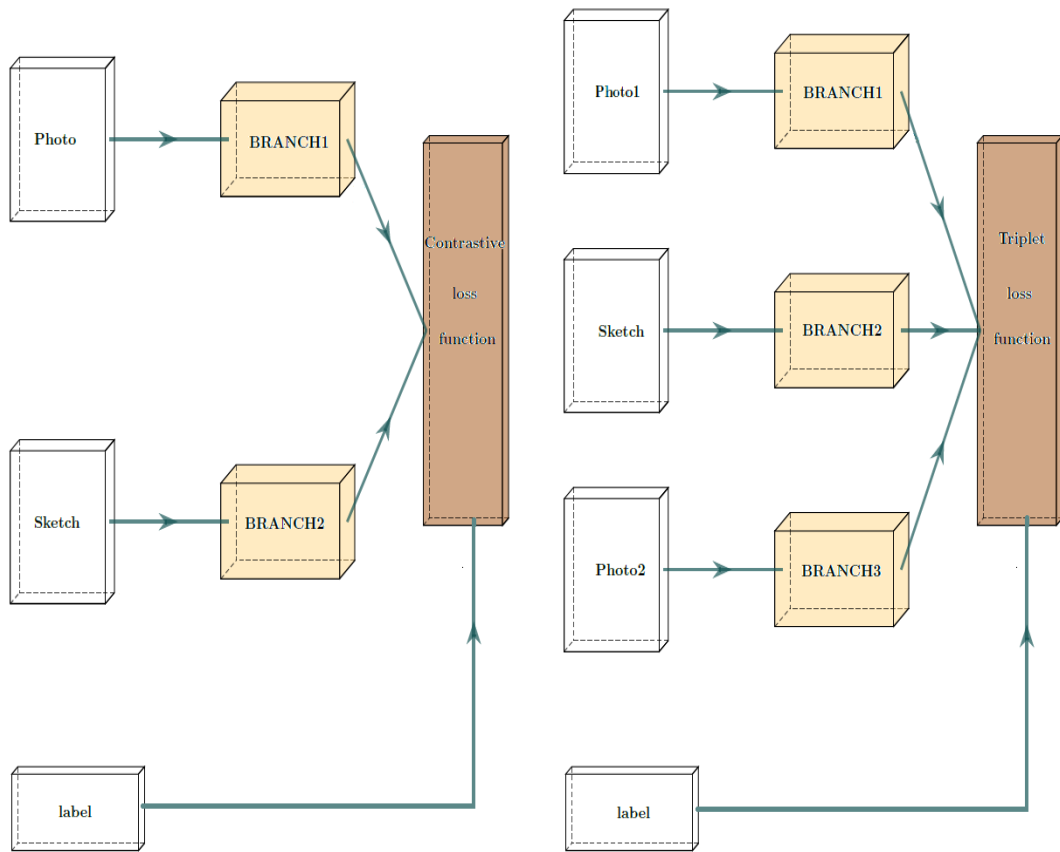 Photo
BRANCH1
Contrastive
loss
function
Sketch
BRANCH2
label
Photo1
BRANCH1
Triplet
loss
function
Sketch
BRANCH2
Photo2
BRANCH3
label